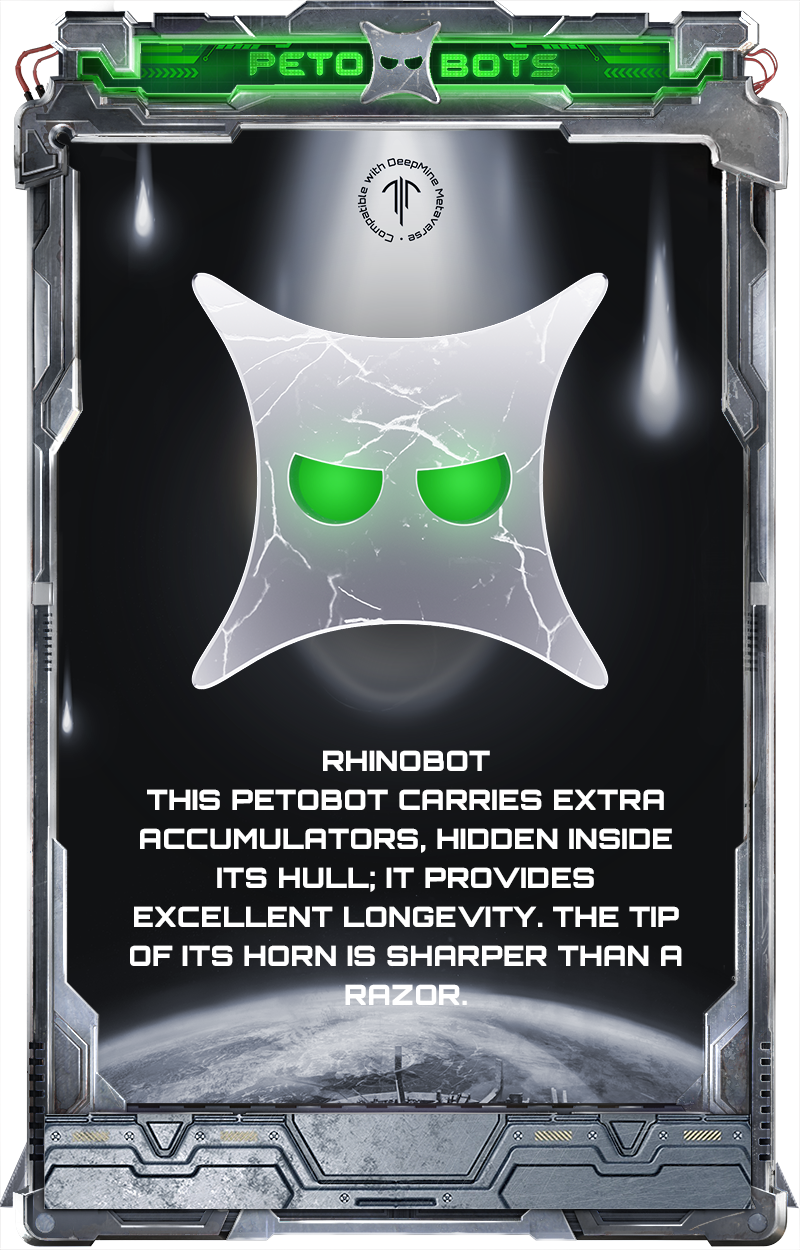 PETO BOTS
Compatible with DeepMine Metaverse •
RHINOBOT
THIS PETOBOT CARRIES EXTRA
ACCUMULATORS, HIDDEN INSIDE
ITS HULL; IT PROVIDES
EXCELLENT LONGEVITY. THE TIP
OF ITS HORN IS SHARPER THAN A
RAZOR.